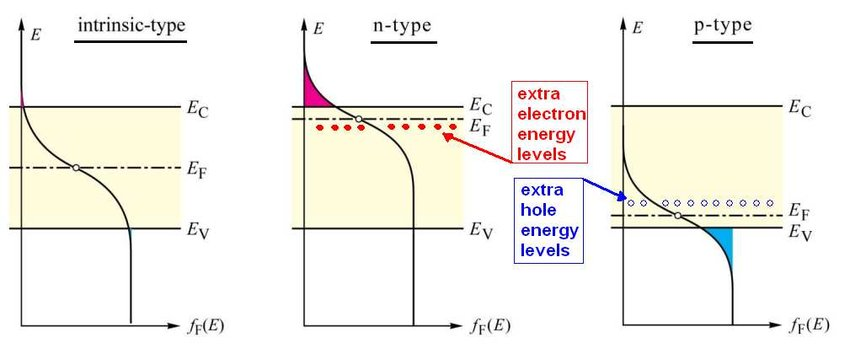 intrinsic-type
E
E_C
E_F
E_V
f_F(E)
n-type
E
E_C
E_F
E_V
f_F(E)
extra
electron
energy
levels
extra
hole
energy
levels
p-type
E
E_C
E_F
E_V
f_F(E)